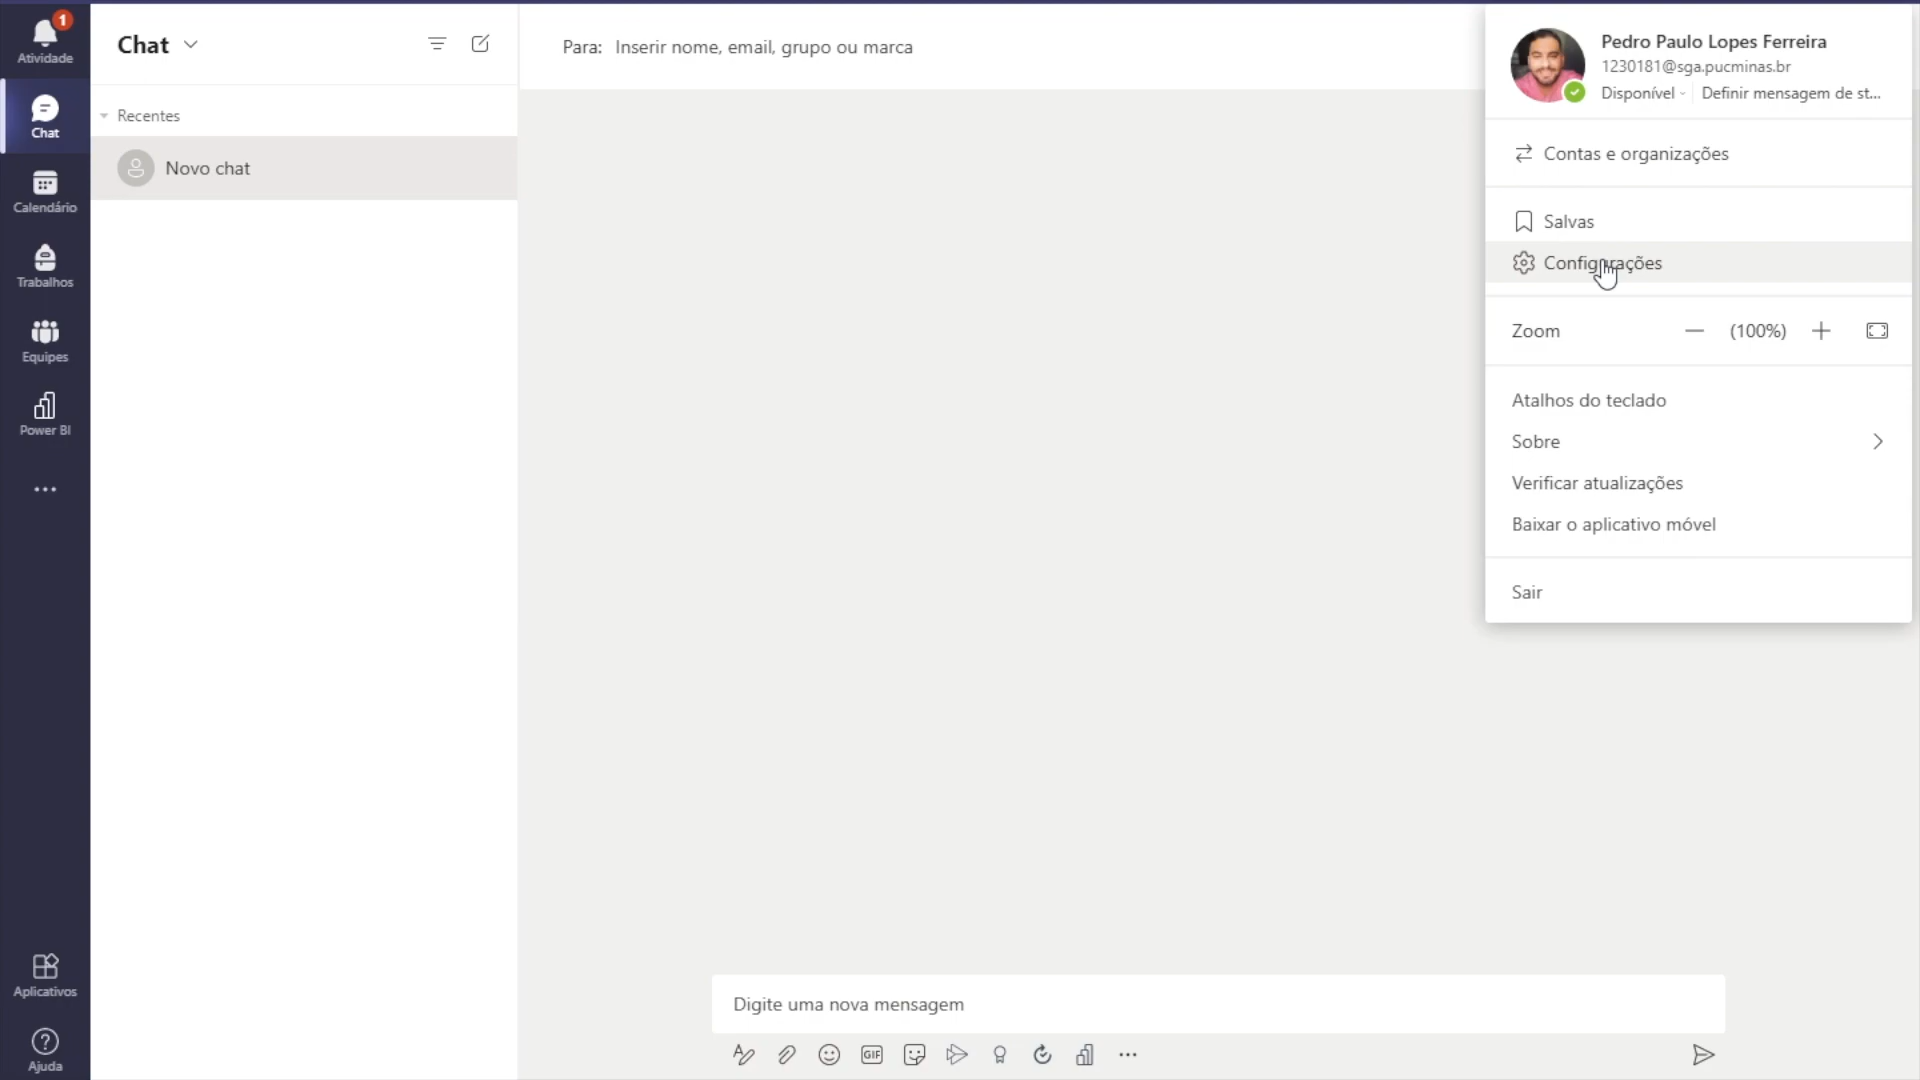 1
Atividade
Chat
Calendário
Trabalhos
Equipes
Power BI
Aplicativos
Ajuda
Chat
Recentes
Novo chat
Para: Inserir nome, email, grupo ou marca
Digite uma nova mensagem
GIF
Pedro Paulo Lopes Ferreira
1230181@sga.pucminas.br
Disponível Definir mensagem de st...
Contas e organizações
Salvas
Configurações
Zoom (100%)
Atalhos do teclado
Sobre
Verificar atualizações
Baixar o aplicativo móvel
Sair